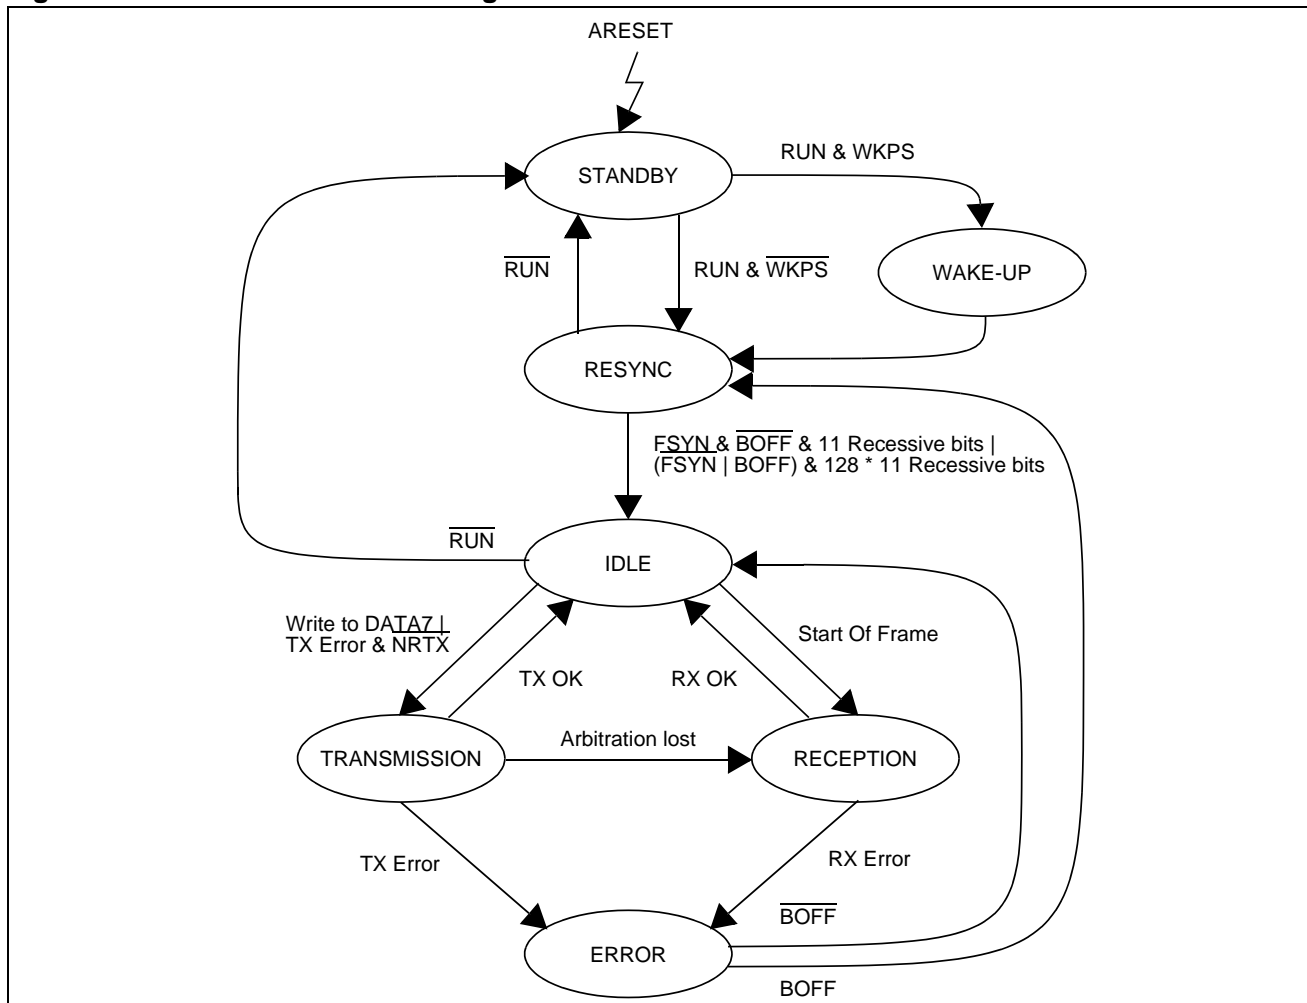 ARESET
STANDBY
RUN & WKPS
WAKE-UP
RUN
RUN & WKPS
RESYNC
FSYN & BOFF & 11 Recessive bits |
(FSYN | BOFF) & 128 * 11 Recessive bits
RUN
IDLE
Write to DATA7 |
TX Error & NRTX
Start Of Frame
TX OK
RX OK
TRANSMISSION
Arbitration lost
RECEPTION
TX Error
RX Error
BOFF
ERROR
BOFF